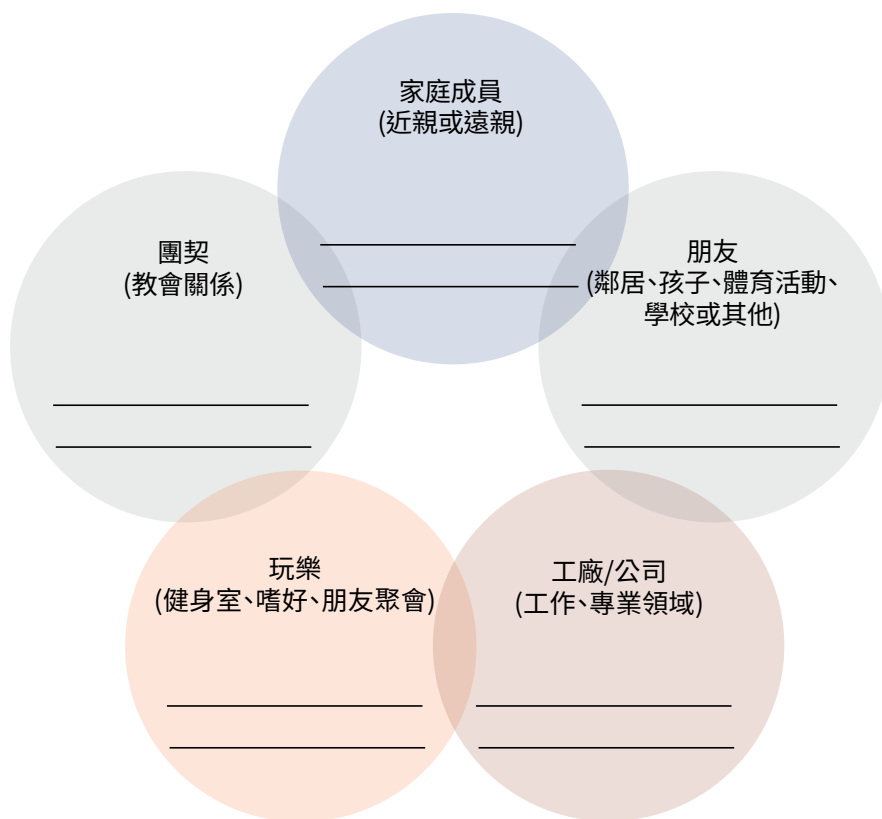 家庭成員
(近親或遠親)
團契
(教會關係)
朋友
(鄰居、孩子、體育活動、
學校或其他)
玩樂
(健身室、嗜好、朋友聚會)
工廠/公司
(工作、專業領域)